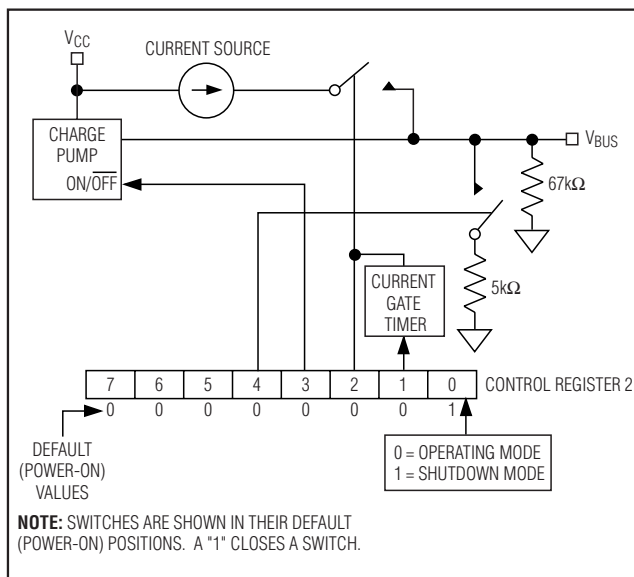 VCC
CURRENT SOURCE
CHARGE
PUMP
ON/OFF
VBUS
67kΩ
5kΩ
CURRENT
GATE
TIMER
7 6 5 4 3 2 1 0 CONTROL REGISTER 2
0 0 0 0 0 0 0 1
DEFAULT
(POWER-ON)
VALUES
0 = OPERATING MODE
1 = SHUTDOWN MODE
NOTE: SWITCHES ARE SHOWN IN THEIR DEFAULT
(POWER-ON) POSITIONS. A "1" CLOSES A SWITCH.